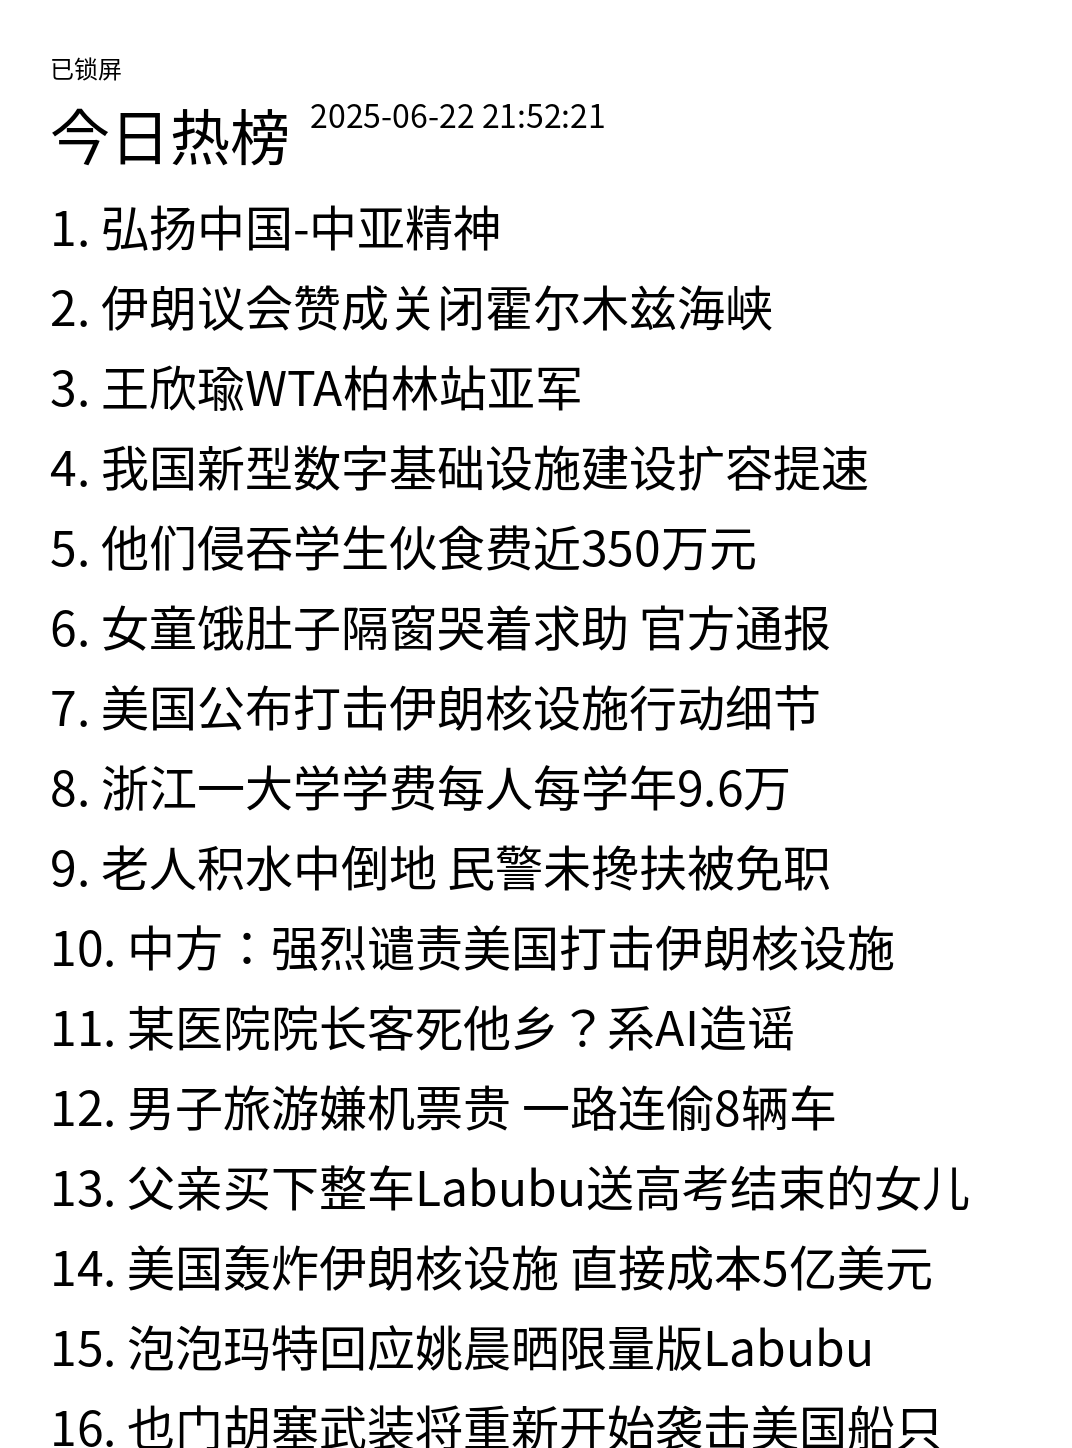 已锁屏
今日热榜 2025-06-22 21:52:21
1. 弘扬中国-中亚精神
2. 伊朗议会赞成关闭霍尔木兹海峡
3. 王欣瑜WTA柏林站亚军
4. 我国新型数字基础设施建设扩容提速
5. 他们侵吞学生伙食费近350万元
6. 女童饿肚子隔窗哭着求助 官方通报
7. 美国公布打击伊朗核设施行动细节
8. 浙江一大学学费每人每学年9.6万
9. 老人积水中倒地 民警未搀扶被免职
10. 中方：强烈谴责美国打击伊朗核设施
11. 某医院院长客死他乡？系AI造谣
12. 男子旅游嫌机票贵 一路连偷8辆车
13. 父亲买下整车Labubu送高考结束的女儿
14. 美国轰炸伊朗核设施 直接成本5亿美元
15. 泡泡玛特回应姚晨晒限量版Labubu
16. 也门胡塞武装将重新开始袭击美国船只